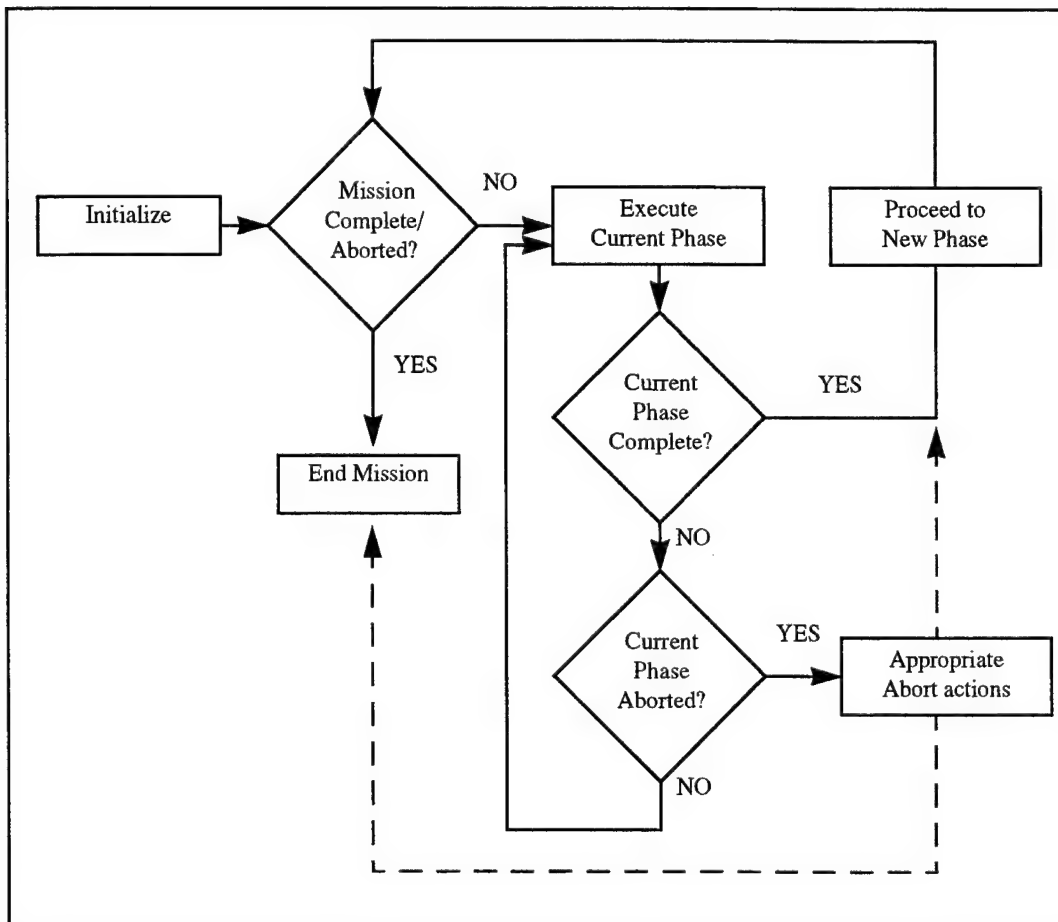 Initialize
Mission
Complete/
Aborted?
NO
Execute
Current Phase
Proceed to
New Phase
YES
End Mission
Current
Phase
Complete?
YES
NO
Current
Phase
Aborted?
YES
Appropriate
Abort actions
NO